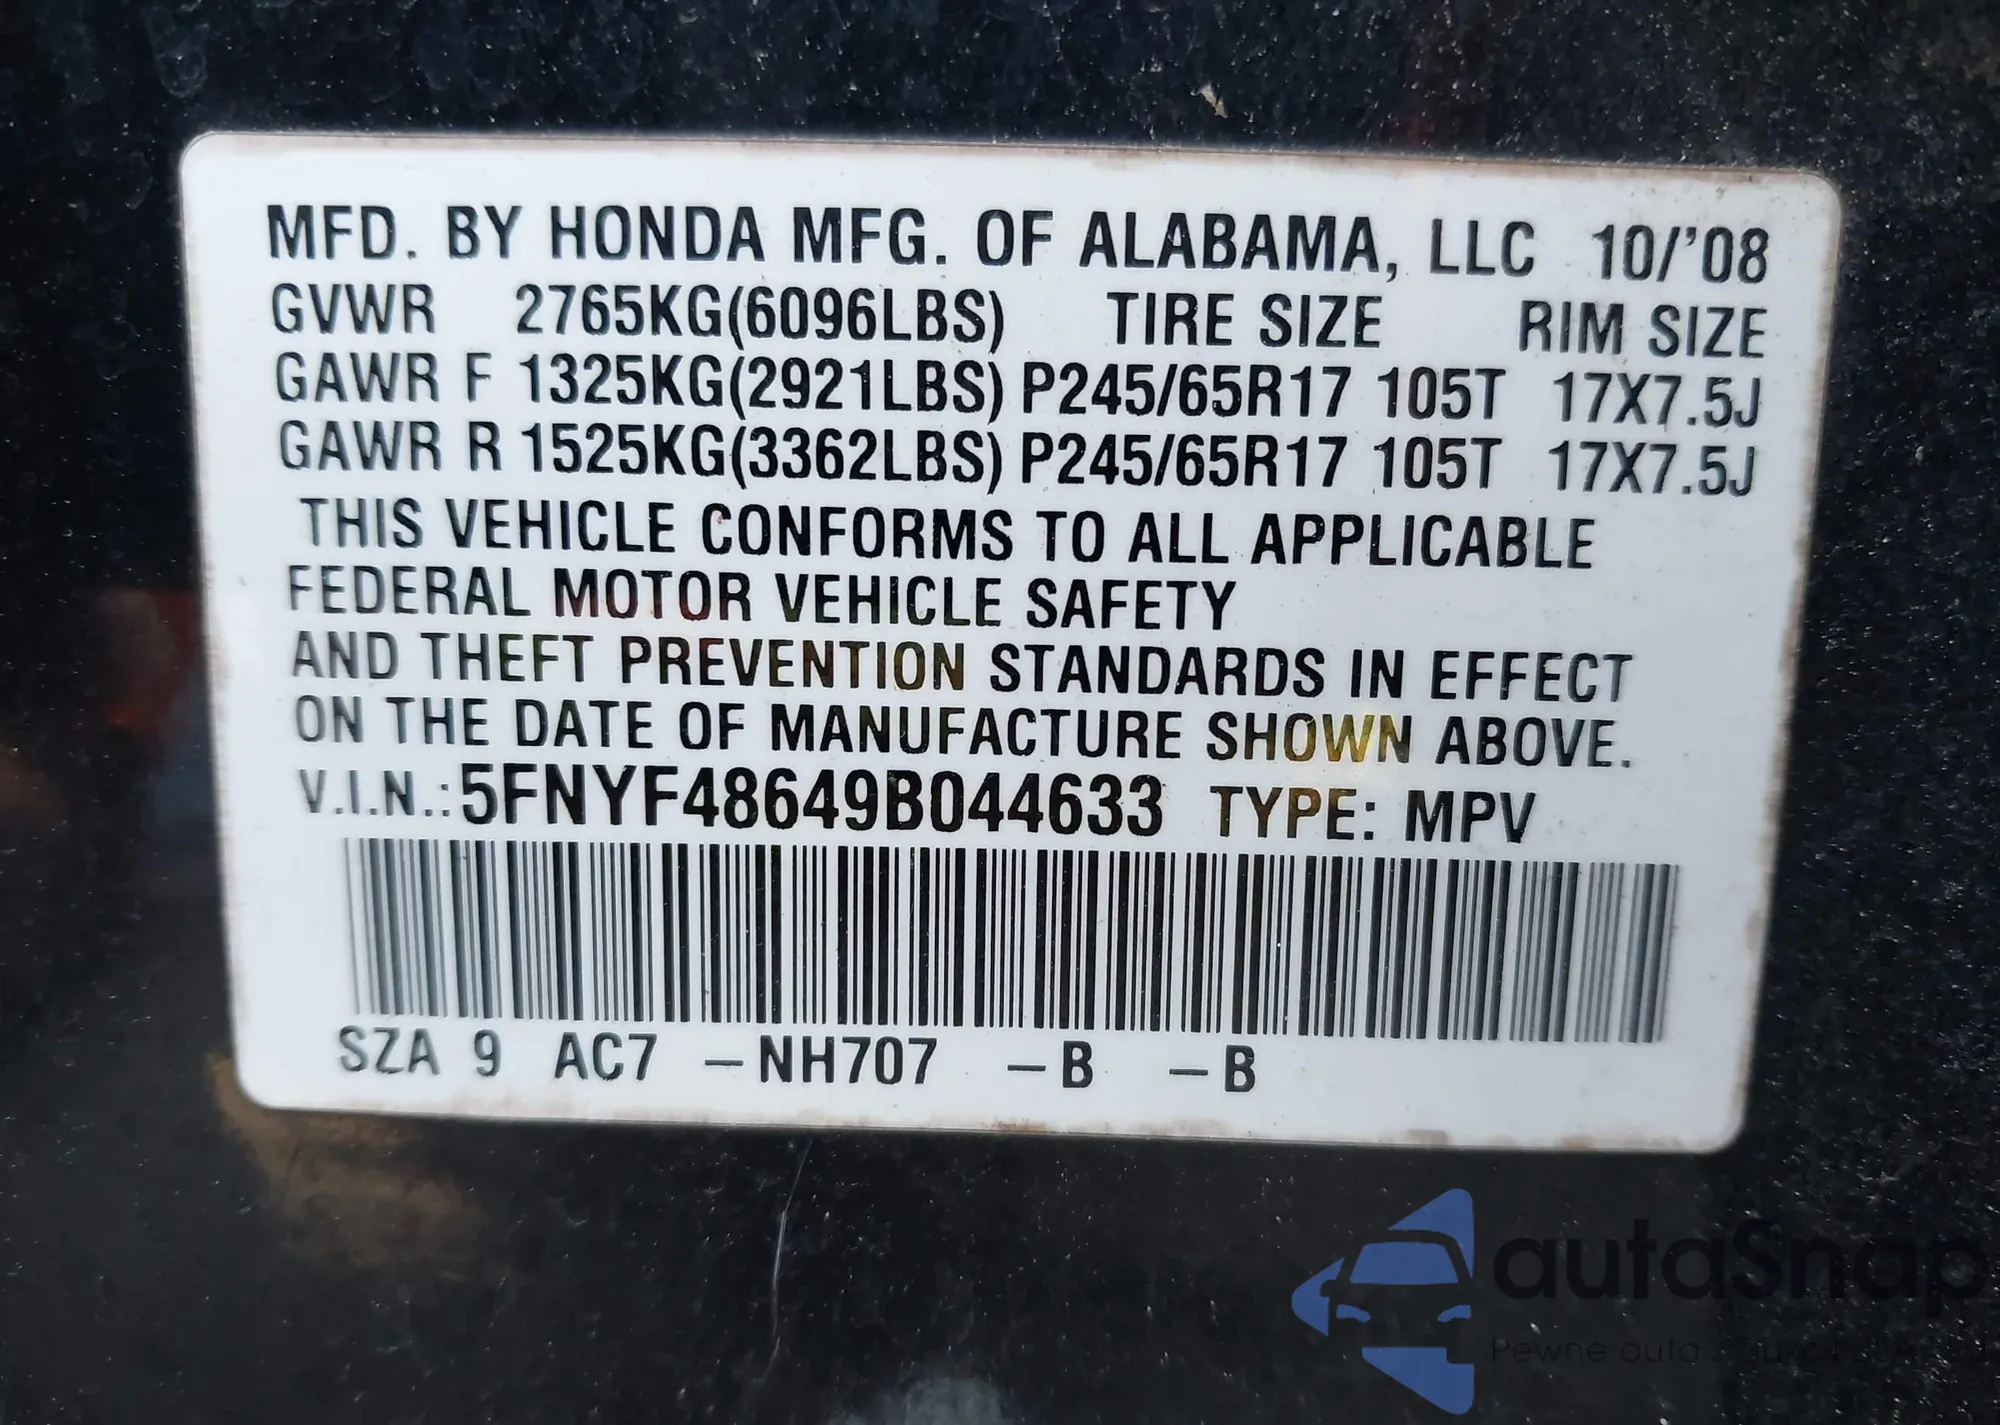 MFD. BY HONDA MFG. OF ALABAMA, LLC 10/'08
GVWR 2765KG(6096LBS) TIRE SIZE RIM SIZE
GAWR F 1325KG(2921LBS) P245/65R17 105T 17X7.5J
GAWR R 1525KG(3362LBS) P245/65R17 105T 17X7.5J
THIS VEHICLE CONFORMS TO ALL APPLICABLE
FEDERAL MOTOR VEHICLE SAFETY
AND THEFT PREVENTION STANDARDS IN EFFECT
ON THE DATE OF MANUFACTURE SHOWN ABOVE.
V.I.N.: 5FNYF48649B044633 TYPE: MPV
SZA 9 AC7 –NH707 –B –B
autaSnap
Pewne auta